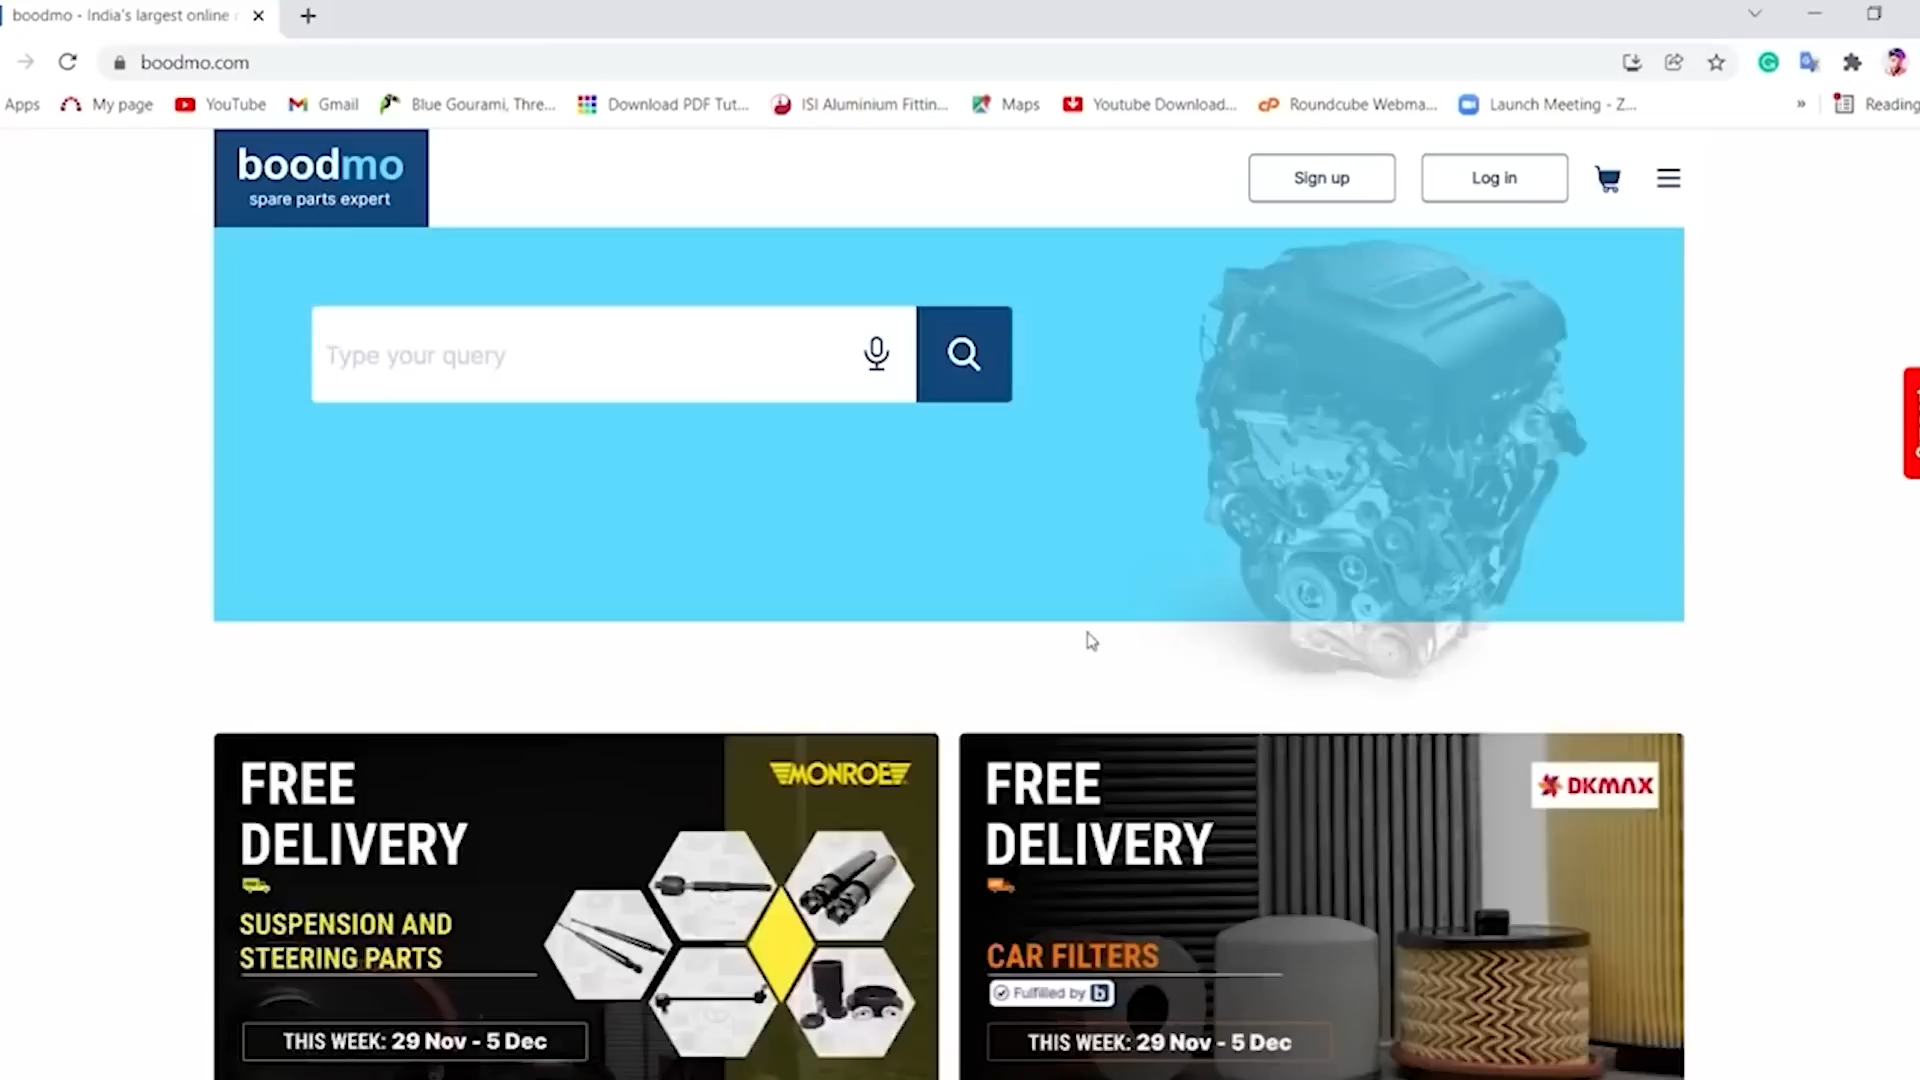 boodmo - India's largest online
boodmo.com
Apps My page YouTube Gmail Blue Gourami, Thre... Download PDF Tut... ISI Aluminium Fittin... Maps Youtube Download... Roundcube Webma... Launch Meeting - Z... » Reading
boodmo
spare parts expert
Sign up
Log in
Type your query
FREE
DELIVERY
SUSPENSION AND
STEERING PARTS
THIS WEEK: 29 Nov - 5 Dec
MONROE
FREE
DELIVERY
CAR FILTERS
Fulfilled by b
THIS WEEK: 29 Nov - 5 Dec
DKMAX